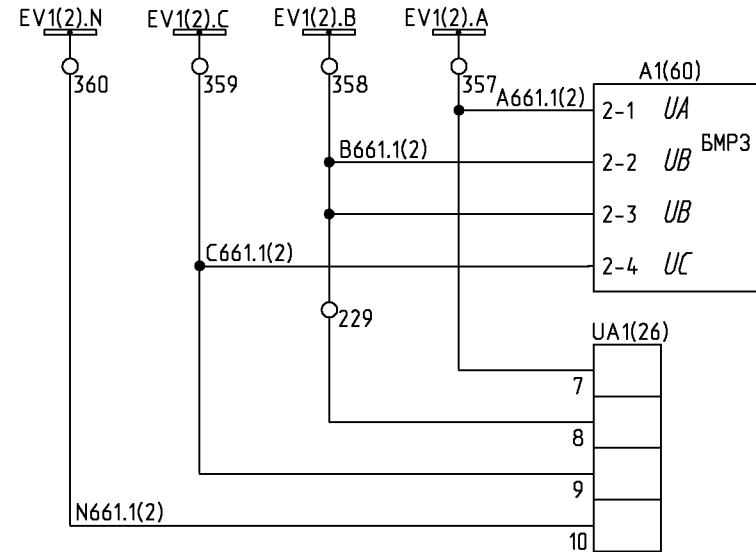 EV1(2).N EV1(2).C EV1(2).B EV1(2).A
360 359 358 357
A1(60)
A661.1(2) 2-1 UA
БМРЗ
B661.1(2) 2-2 UB
2-3 UB
C661.1(2) 2-4 UC
229
UA1(26)
7
8
9
N661.1(2) 10